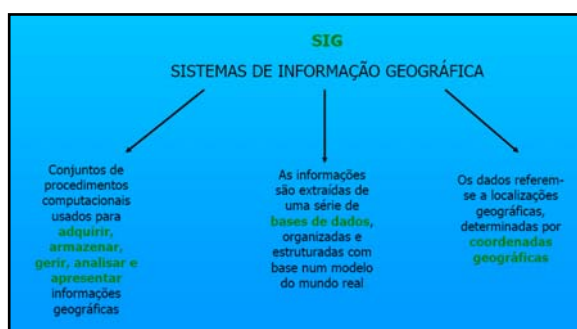 SIG
SISTEMAS DE INFORMAÇÃO GEOGRÁFICA
Conjuntos de
procedimentos
computacionais
usados para
adquirir,
armazenar,
gerir, analisar e
apresentar
informações
geográficas
As informações
são extraídas de
uma série de
bases de dados,
organizadas e
estruturadas com
base num modelo
do mundo real
Os dados referem-
se a localizações
geográficas,
determinadas por
coordenadas
geográficas